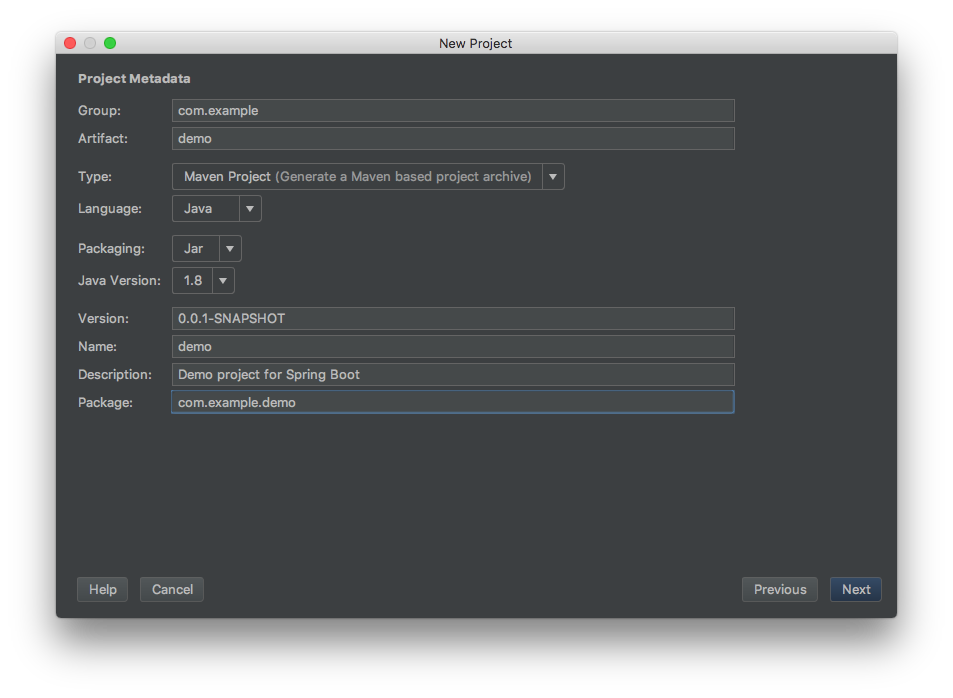 New Project
Project Metadata
Group: com.example
Artifact: demo
Type: Maven Project (Generate a Maven based project archive)
Language: Java
Packaging: Jar
Java Version: 1.8
Version: 0.0.1-SNAPSHOT
Name: demo
Description: Demo project for Spring Boot
Package: com.example.demo
Help Cancel Previous Next